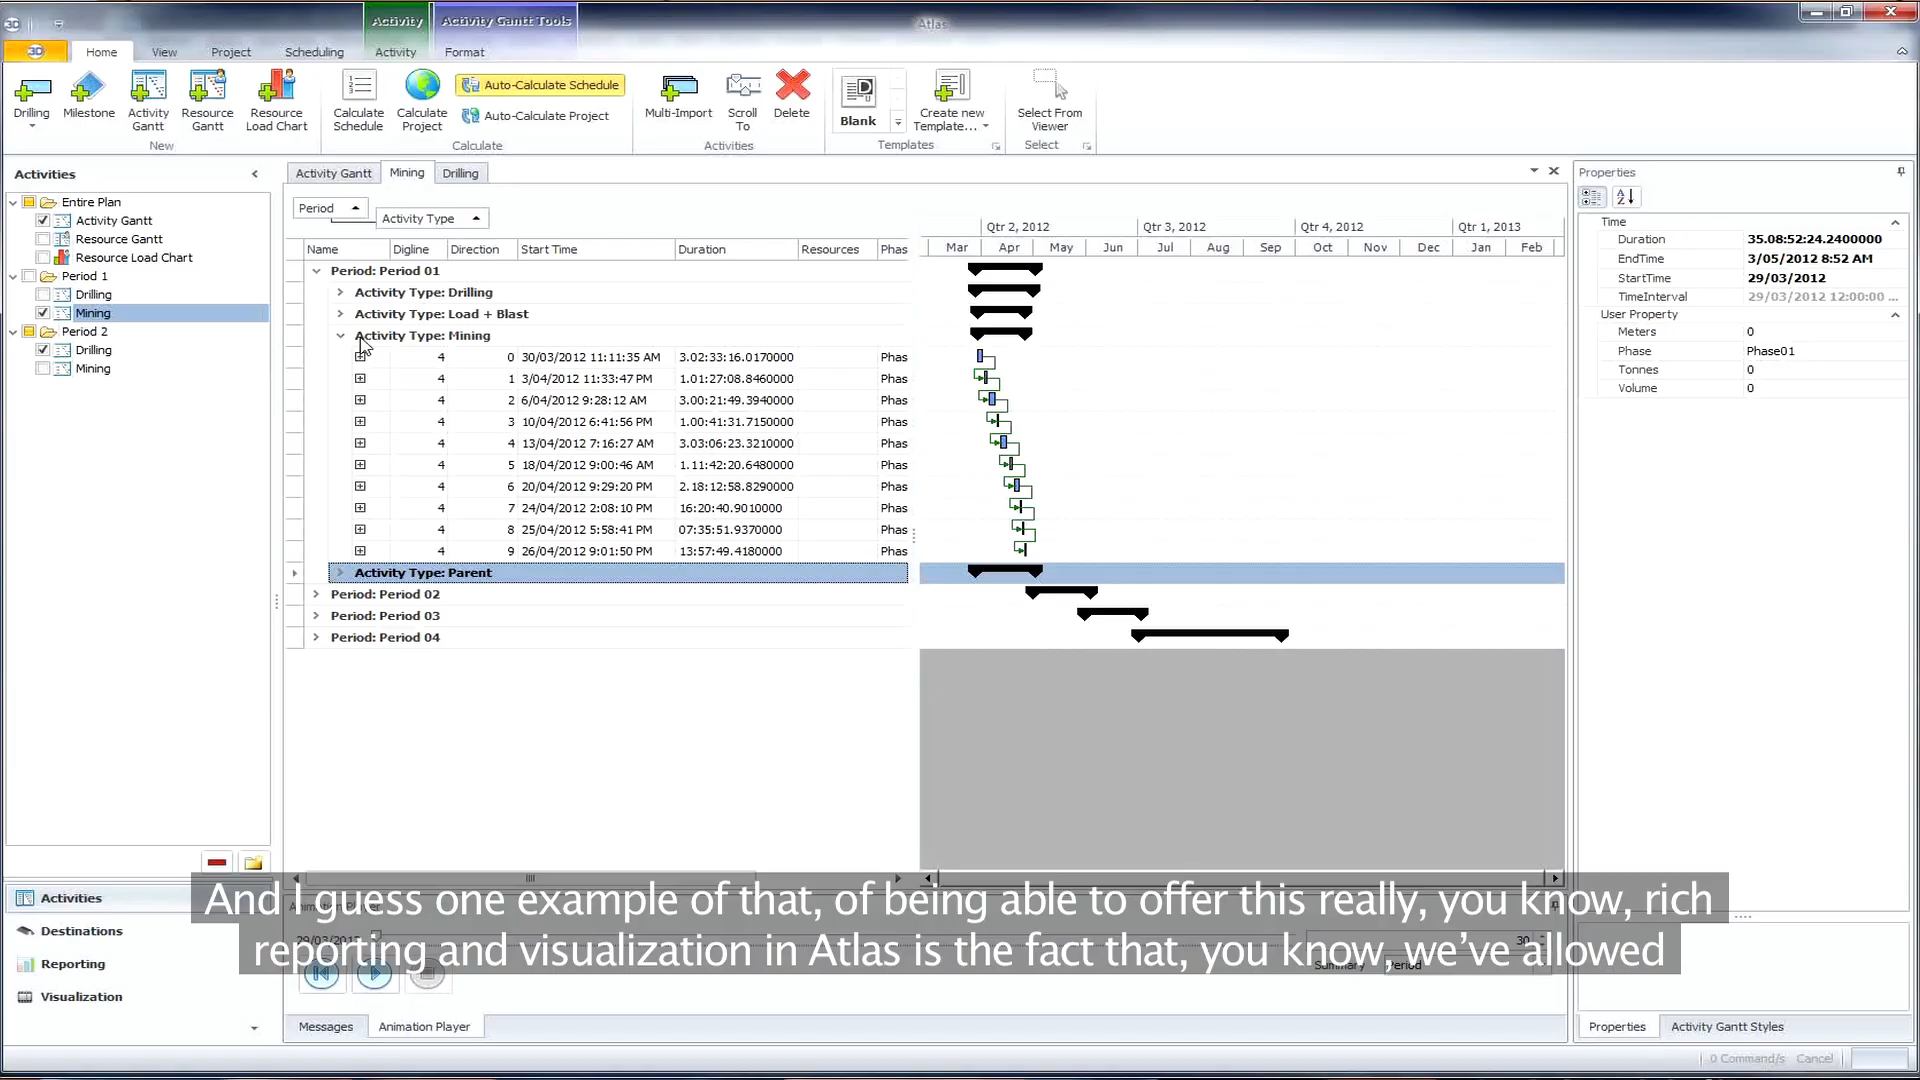 Activity
Activity Gantt Tools
Atlas
3D
Home
View
Project
Scheduling
Activity
Format
Drilling
Milestone
Activity Gantt
Resource Gantt
Resource Load Chart
Calculate Schedule
Calculate Project
Auto-Calculate Schedule
Auto-Calculate Project
Multi-Import
Scroll To
Delete
Blank
Create new Template...
Select From Viewer
New
Calculate
Activities
Templates
Select
Activities
Entire Plan
Activity Gantt
Resource Gantt
Resource Load Chart
Period 1
Drilling
Mining
Period 2
Drilling
Mining
Activity Gantt
Mining
Drilling
Period
Activity Type
Name Digline Direction Start Time Duration Resources Phas
Qtr 2, 2012 Qtr 3, 2012 Qtr 4, 2012 Qtr 1, 2013
Mar Apr May Jun Jul Aug Sep Oct Nov Dec Jan Feb
Period: Period 01
Activity Type: Drilling
Activity Type: Load + Blast
Activity Type: Mining
4 0 30/03/2012 11:11:35 AM 3.02:33:16.0170000 Phas
4 1 3/04/2012 11:33:47 PM 1.01:27:08.8460000 Phas
4 2 6/04/2012 9:28:12 AM 3.00:21:49.3940000 Phas
4 3 10/04/2012 6:41:56 PM 1.00:41:31.7150000 Phas
4 4 13/04/2012 7:16:27 AM 3.03:06:23.3210000 Phas
4 5 18/04/2012 9:00:46 AM 1.11:42:20.6480000 Phas
4 6 20/04/2012 9:29:20 PM 2.18:12:58.8290000 Phas
4 7 24/04/2012 2:08:10 PM 16:20:40.9010000 Phas
4 8 25/04/2012 5:58:41 PM 07:35:51.9370000 Phas
4 9 26/04/2012 9:01:50 PM 13:57:49.4180000 Phas
Activity Type: Parent
Period: Period 02
Period: Period 03
Period: Period 04
Properties
Time
Duration 35.08:52:24.2400000
EndTime 3/05/2012 8:52 AM
StartTime 29/03/2012
TimeInterval 29/03/2012 12:00:00 ...
User Property
Meters 0
Phase Phase01
Tonnes 0
Volume 0
Activities
Destinations
Reporting
Visualization
Animation Player
29/03/2012
30
Summary Period
And I guess one example of that, of being able to offer this really, you know, rich
reporting and visualization in Atlas is the fact that, you know, we've allowed
Messages
Animation Player
Properties
Activity Gantt Styles
0 Command/s Cancel